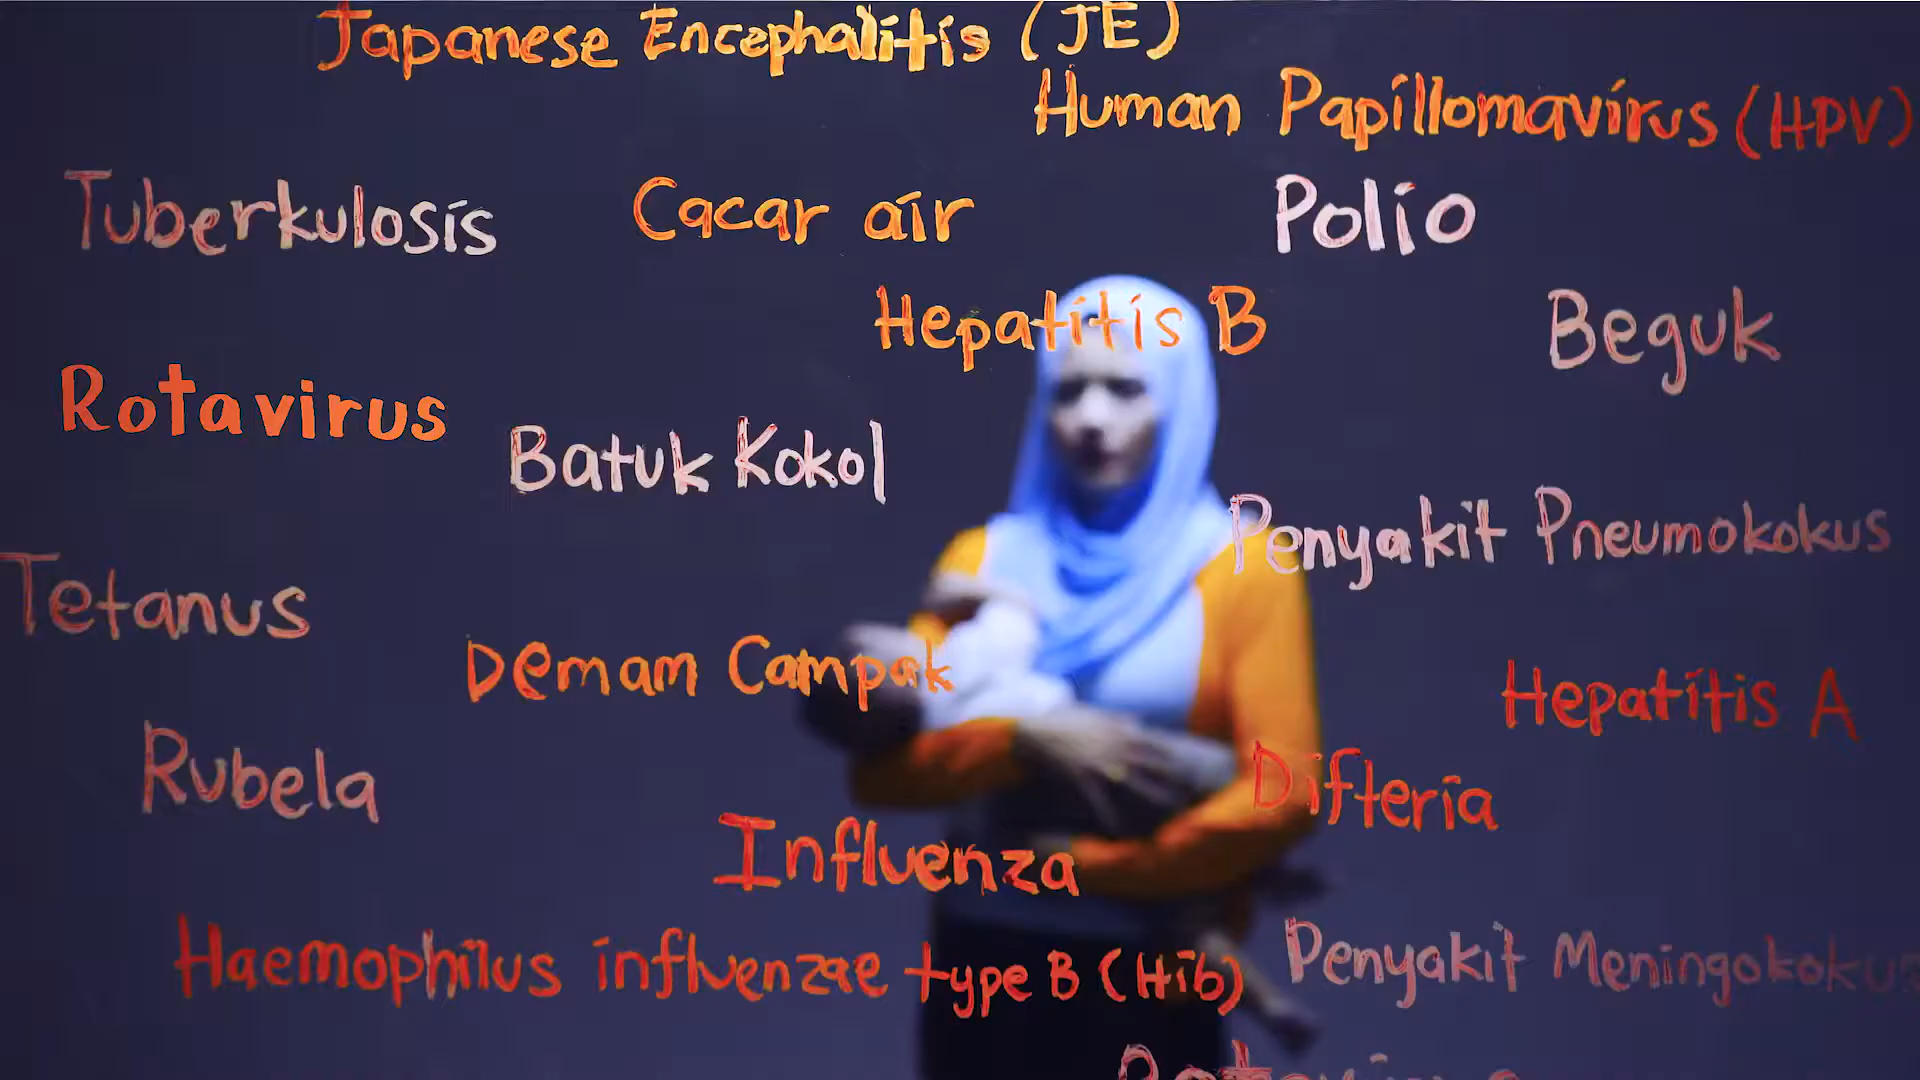 Japanese Encephalitis (JE)
Human Papillomavirus (HPV)
Tuberkulosis
Cacar air
Polio
Hepatitis B
Beguk
Rotavirus
Batuk Kokol
Penyakit Pneumokokus
Tetanus
Demam Campak
Hepatitis A
Rubela
Difteria
Influenza
Haemophilus influenzae type B (Hib)
Penyakit Meningokokus